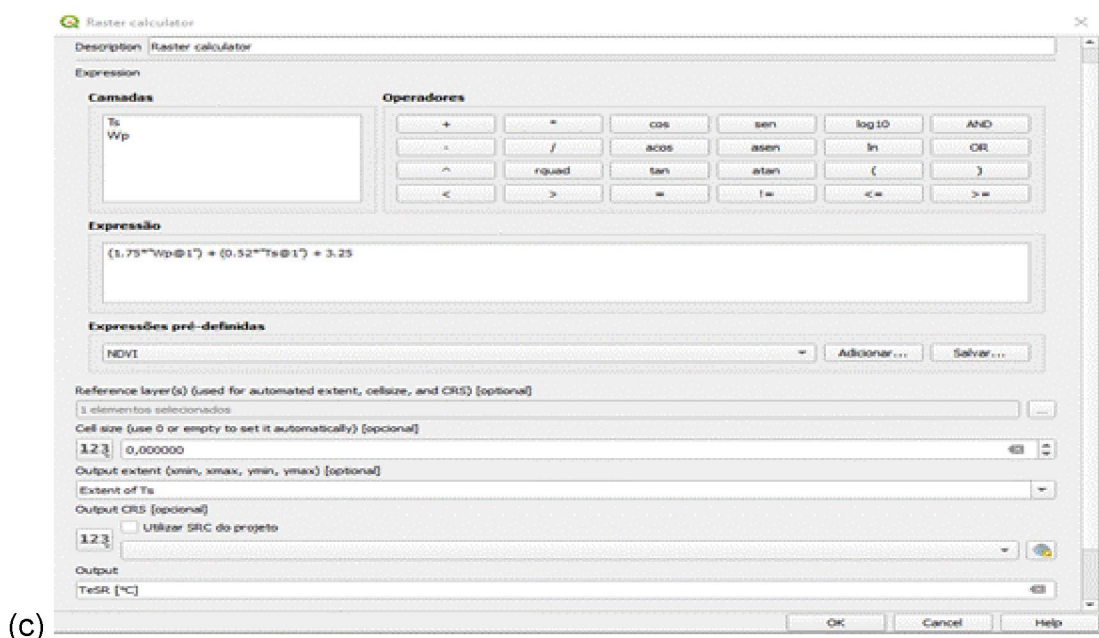 Raster calculator
Description Raster calculator
Expression
Camadas
Ts
Wp
Operadores
+ * cos sen log10 AND
- / acos asen ln OR
^ rquad tan atan ( )
< > = != <= >=
Expressão
(1.75*"Wp@1") + (0.52*"Ts@1") + 3.25
Expressões pré-definidas
NDVI
Adicionar... Salvar...
Reference layer(s) (used for automated extent, cellsize, and CRS) [optional]
1 elementos selecionados
...
Cell size (use 0 or empty to set it automatically) [opcional]
123 0,000000
Output extent (xmin, xmax, ymin, ymax) [optional]
Extent of Ts
Output CRS [opcional]
123 Utilizar SRC do projeto
Output
TeSR [°C]
OK Cancel Help
(c)